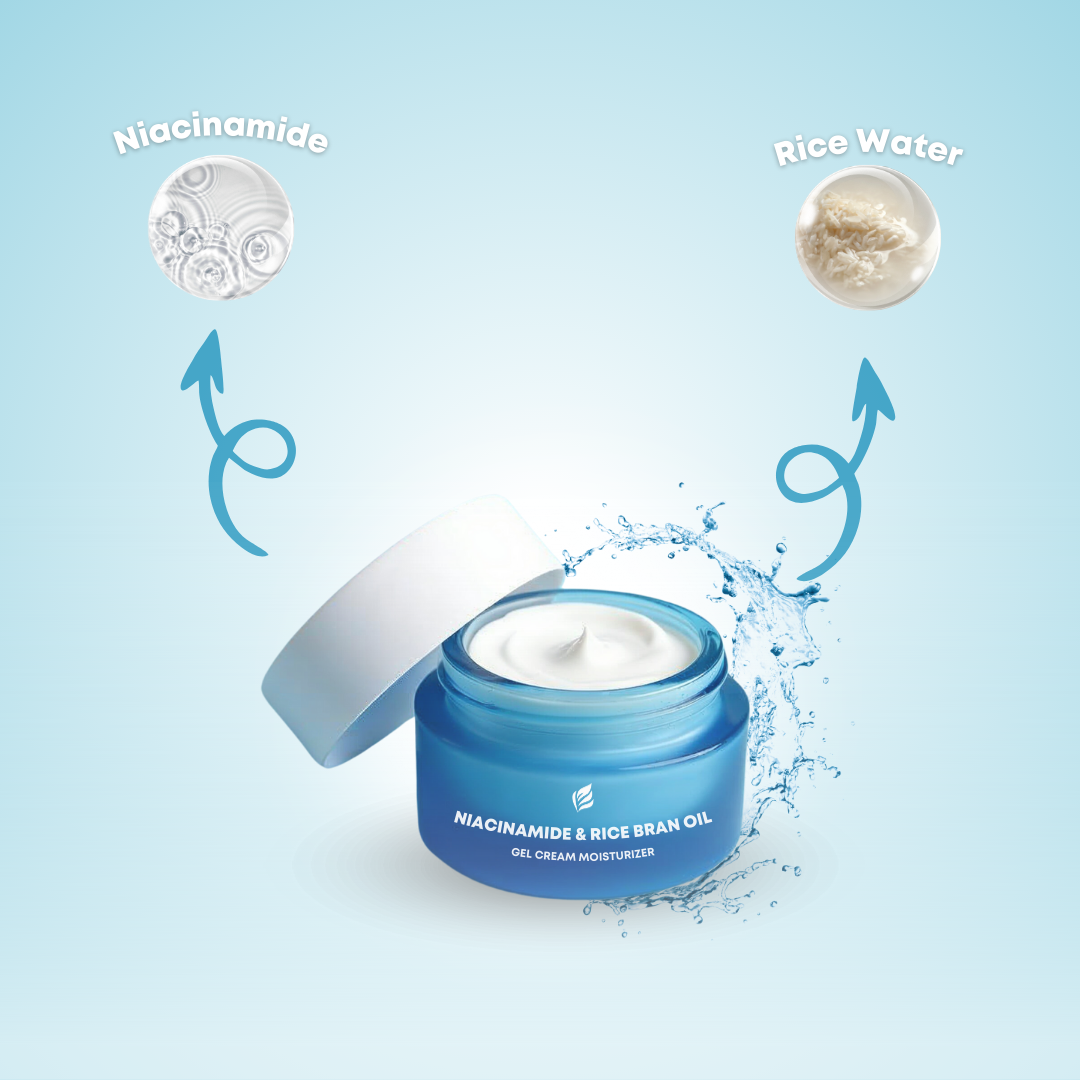 Niacinamide
Rice Water
NIACINAMIDE & RICE BRAN OIL
GEL CREAM MOISTURIZER